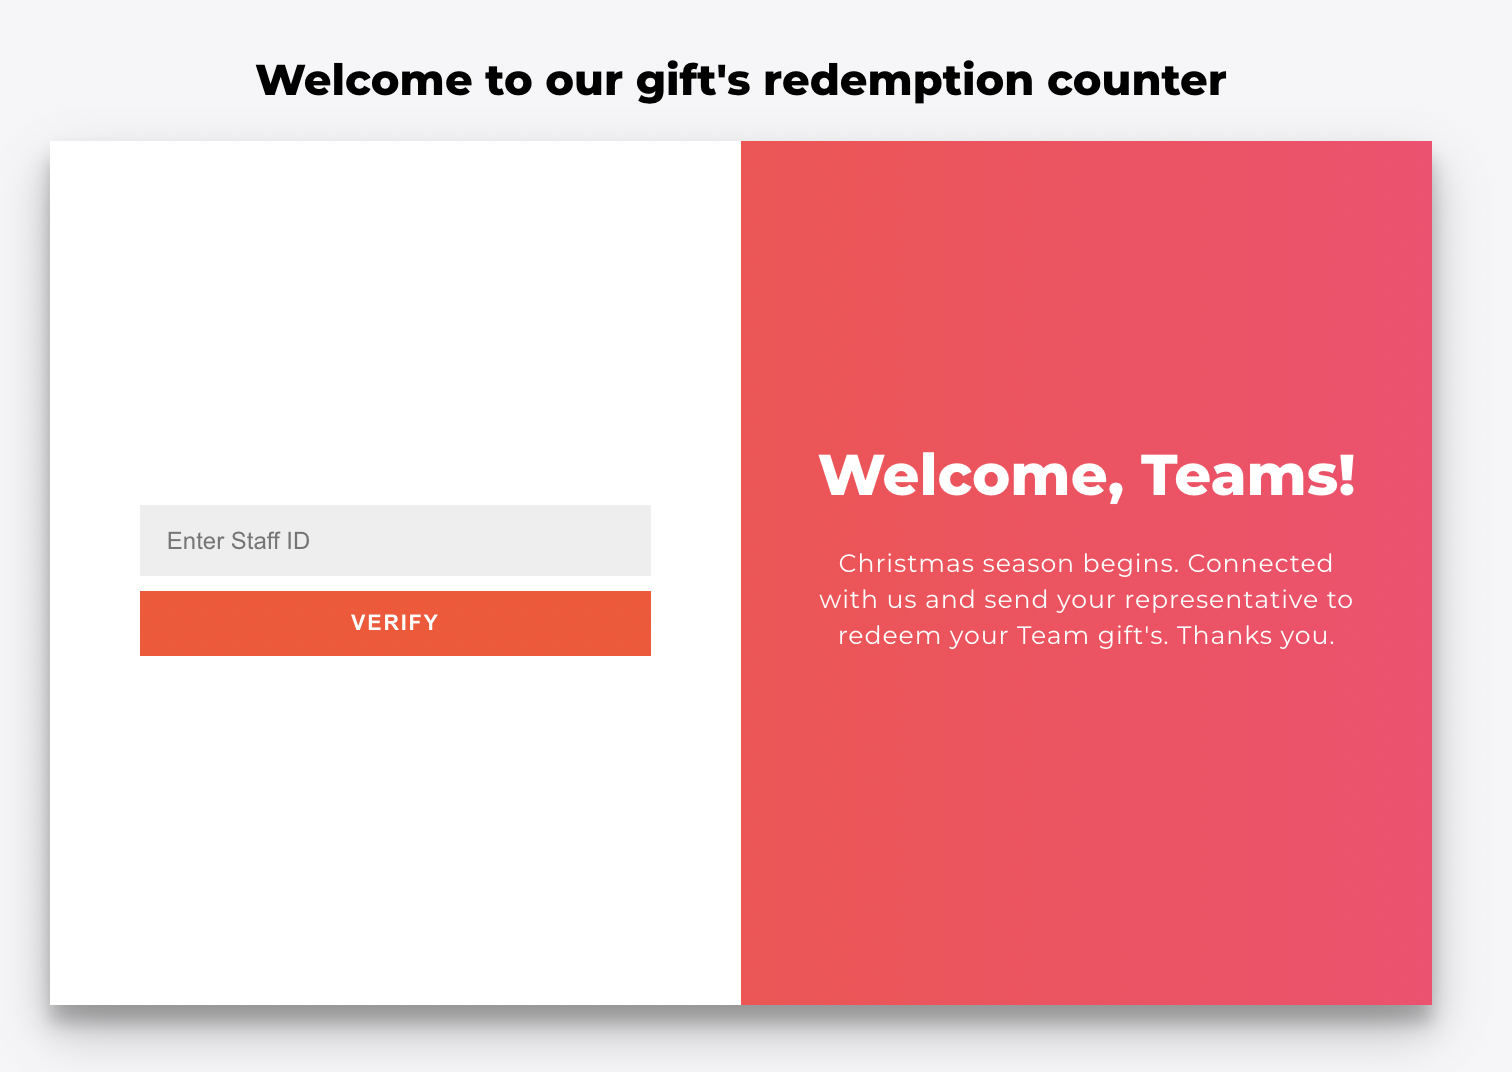 Welcome to our gift's redemption counter
Enter Staff ID
VERIFY
Welcome, Teams!
Christmas season begins. Connected
with us and send your representative to
redeem your Team gift's. Thanks you.